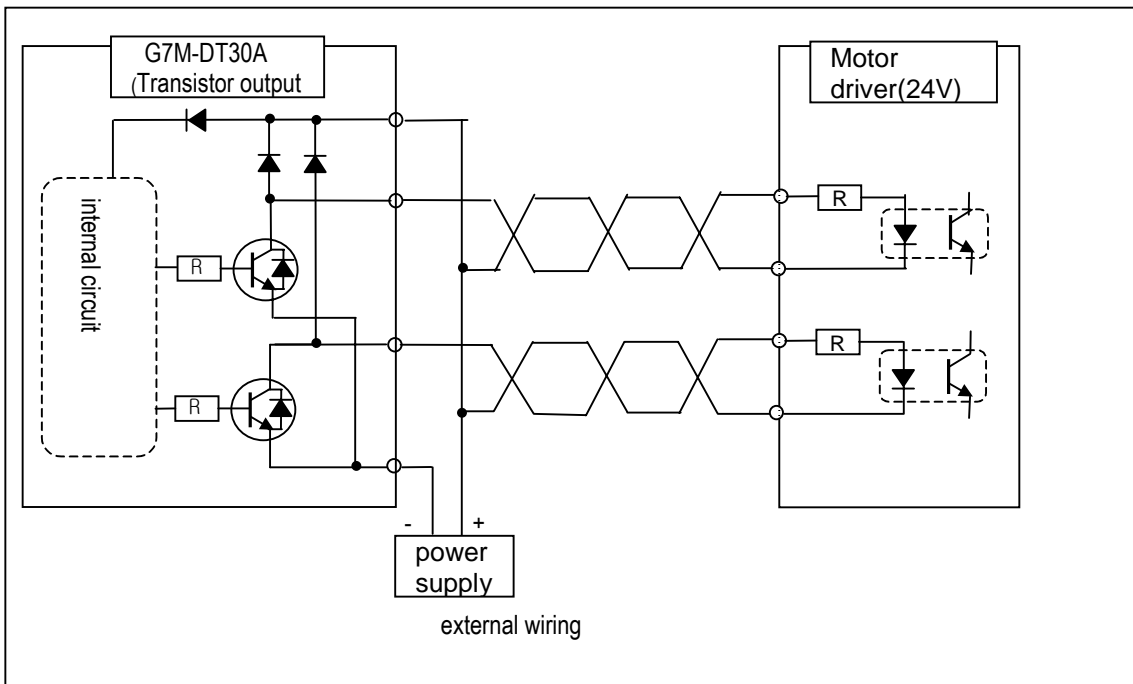 G7M-DT30A
(Transistor output
Motor
driver(24V)
internal circuit
R
R
R
R
-
+
power
supply
external wiring